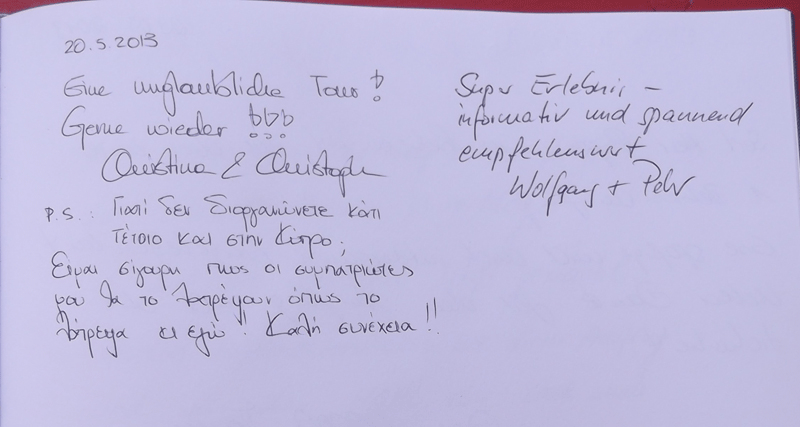 20.5.2013
Eine unglaubliche Tour!
Gerne wieder !!!
Christina & Christoph
P.S.: Γιατί δεν διοργανώνετε κάτι
τέτοιο και στην Κύπρο;
Είμαι σίγουρη πως οι συμπατριώτες
μου θα το λατρέψουν όπως το
λάτρεψα κι εγώ! Καλή συνέχεια!!
Super Erlebnis –
informativ und spannend
empfehlenswert
Wolfgang + Peter